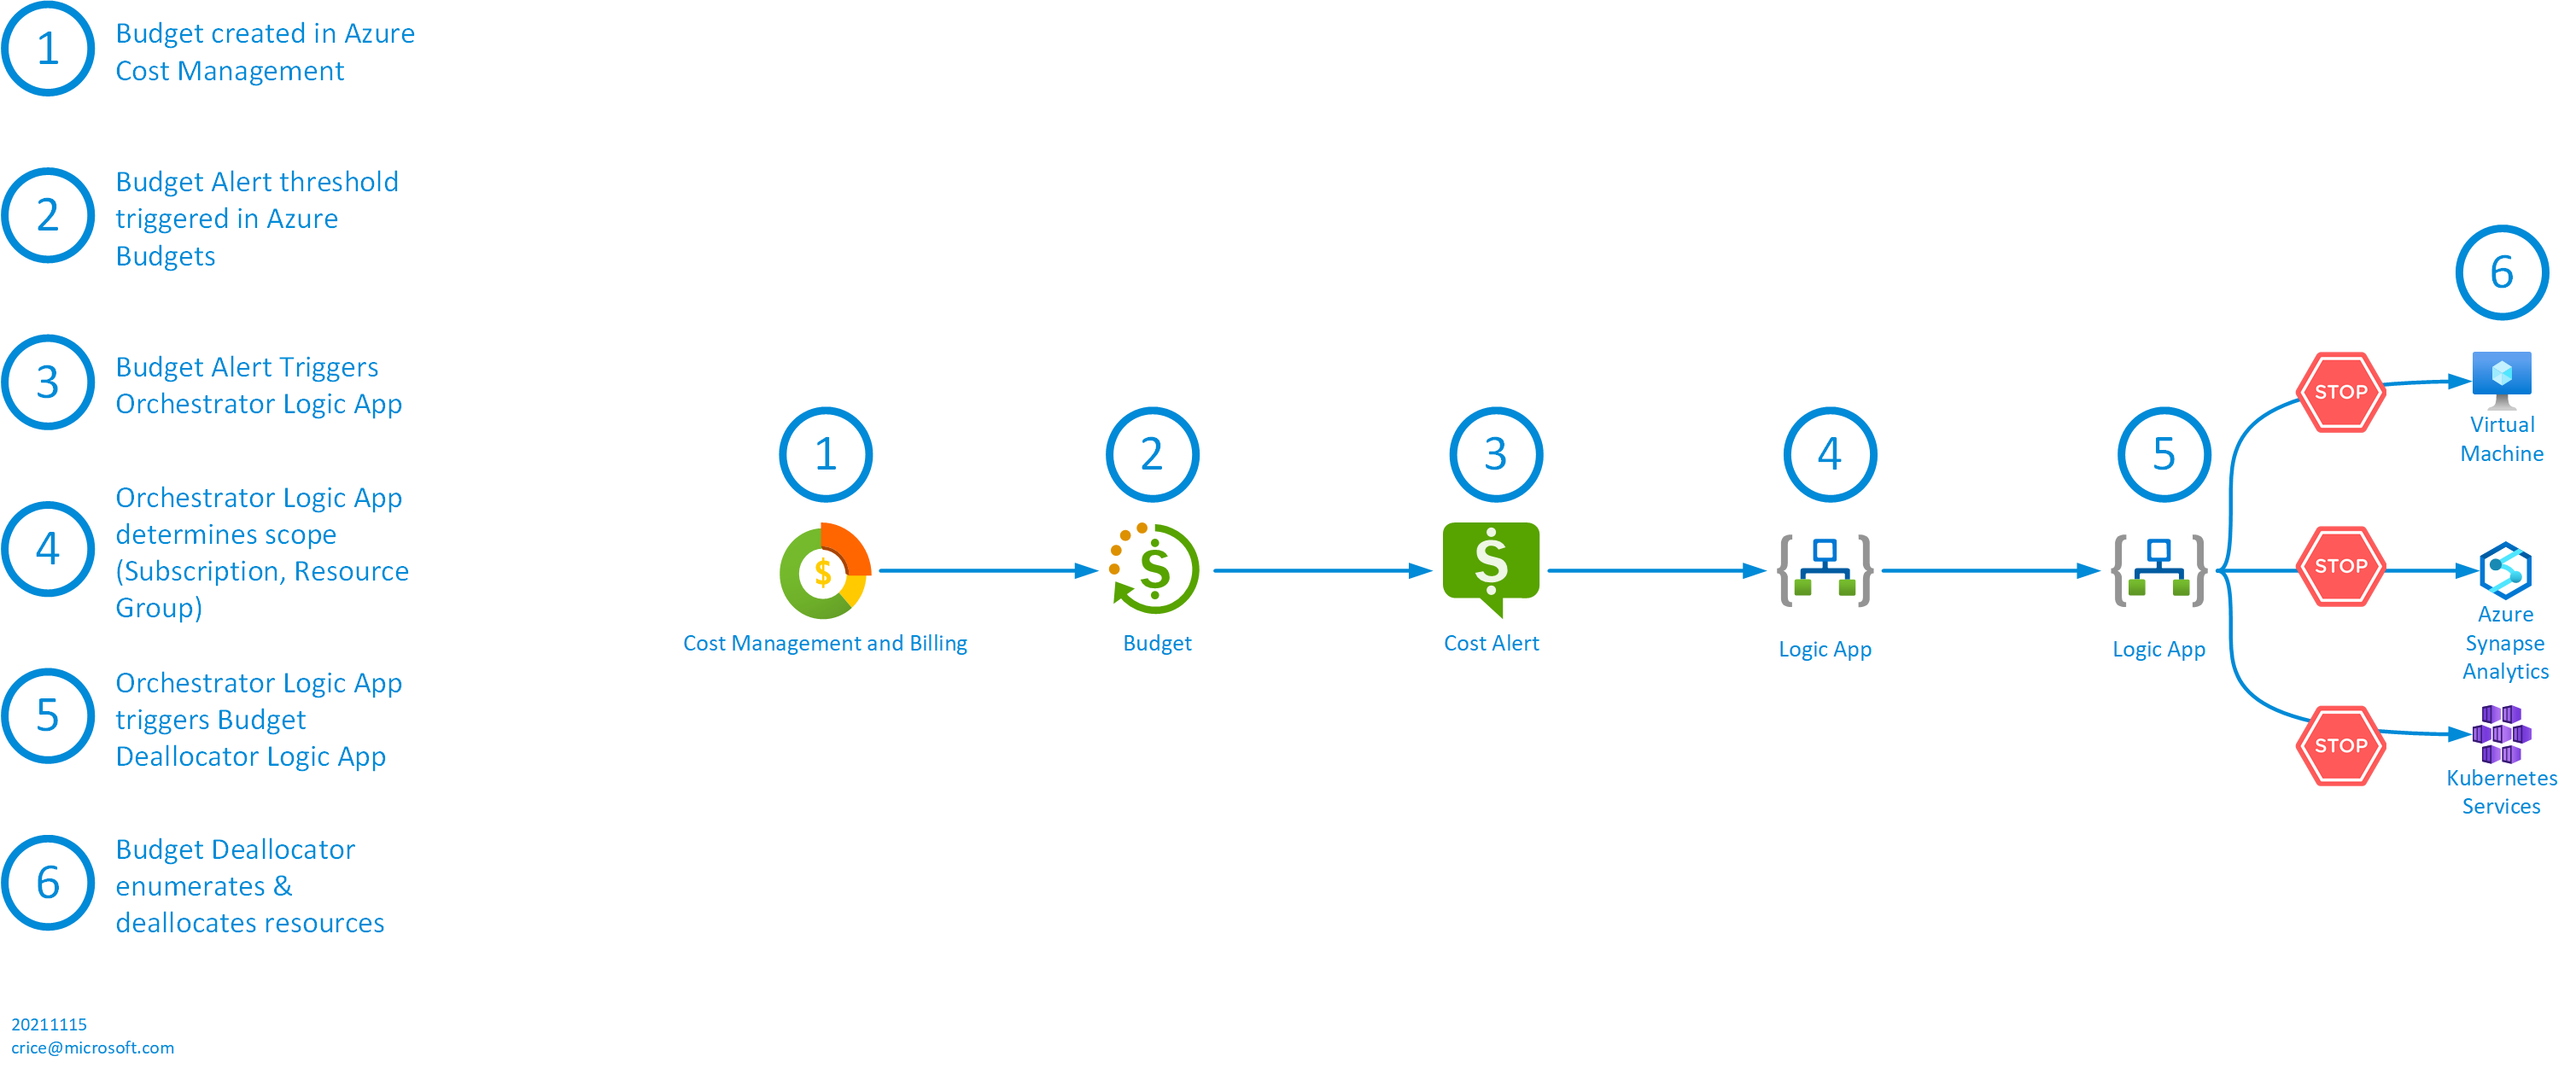 1
Budget created in Azure
Cost Management
2
Budget Alert threshold
triggered in Azure
Budgets
3
Budget Alert Triggers
Orchestrator Logic App
4
Orchestrator Logic App
determines scope
(Subscription, Resource
Group)
5
Orchestrator Logic App
triggers Budget
Deallocator Logic App
6
Budget Deallocator
enumerates &
deallocates resources
20211115
crice@microsoft.com
1
$
Cost Management and Billing
2
$
Budget
3
$
Cost Alert
4
Logic App
5
Logic App
6
STOP
Virtual
Machine
STOP
Azure
Synapse
Analytics
STOP
Kubernetes
Services